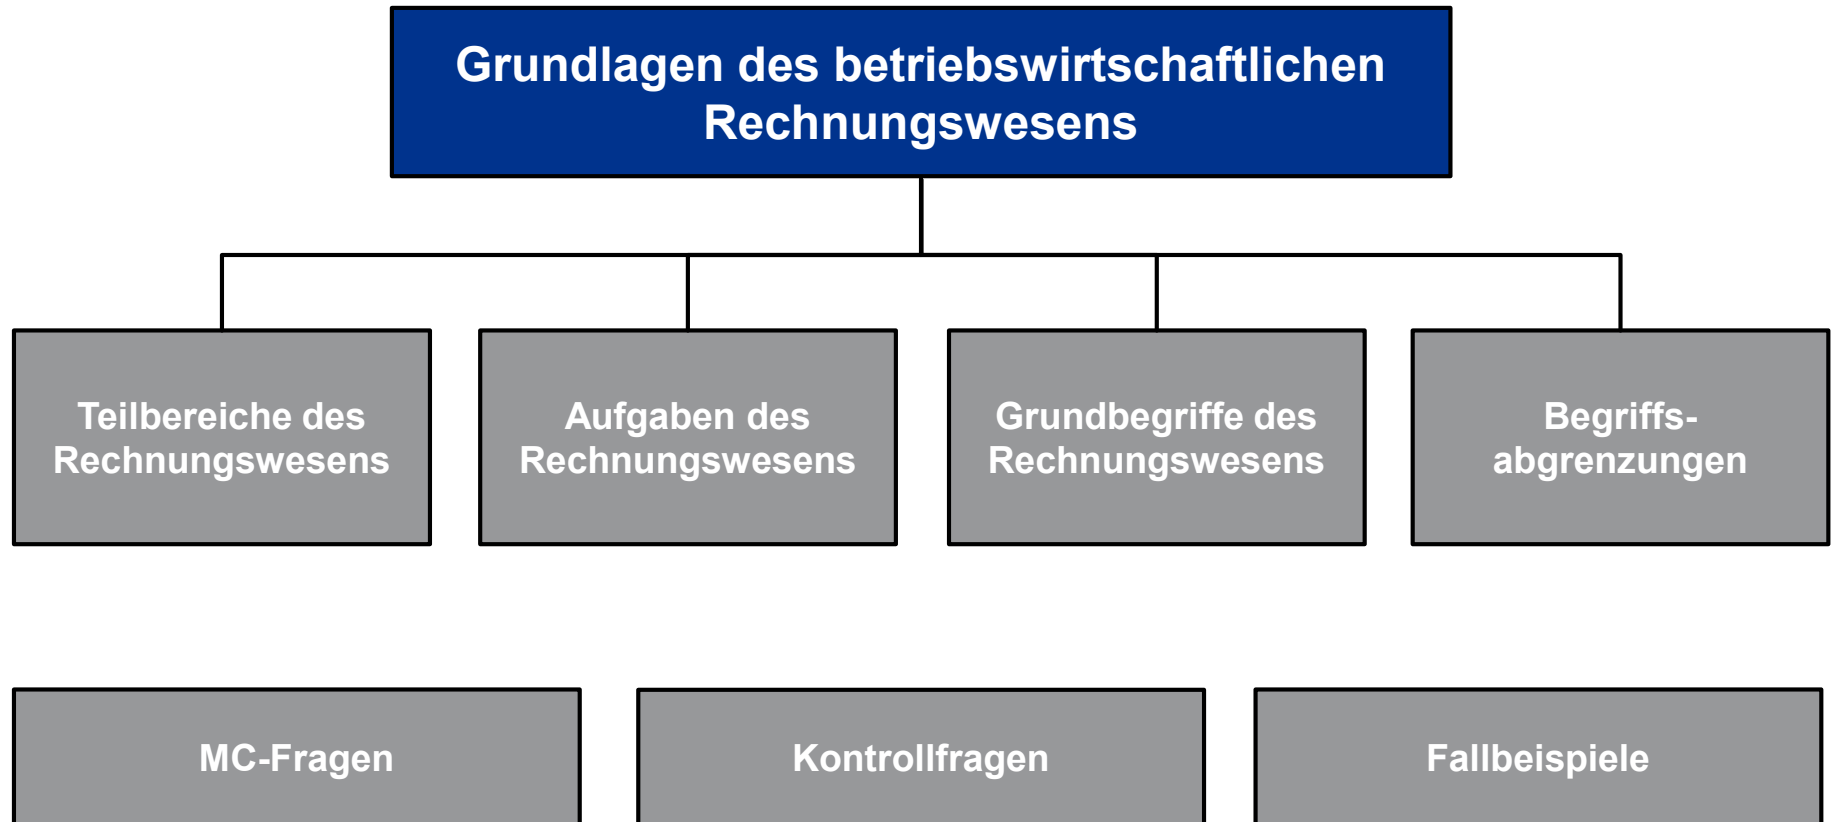 Grundlagen des betriebswirtschaftlichen
Rechnungswesens
Teilbereiche des
Rechnungswesens
Aufgaben des
Rechnungswesens
Grundbegriffe des
Rechnungswesens
Begriffs-
abgrenzungen
MC-Fragen
Kontrollfragen
Fallbeispiele